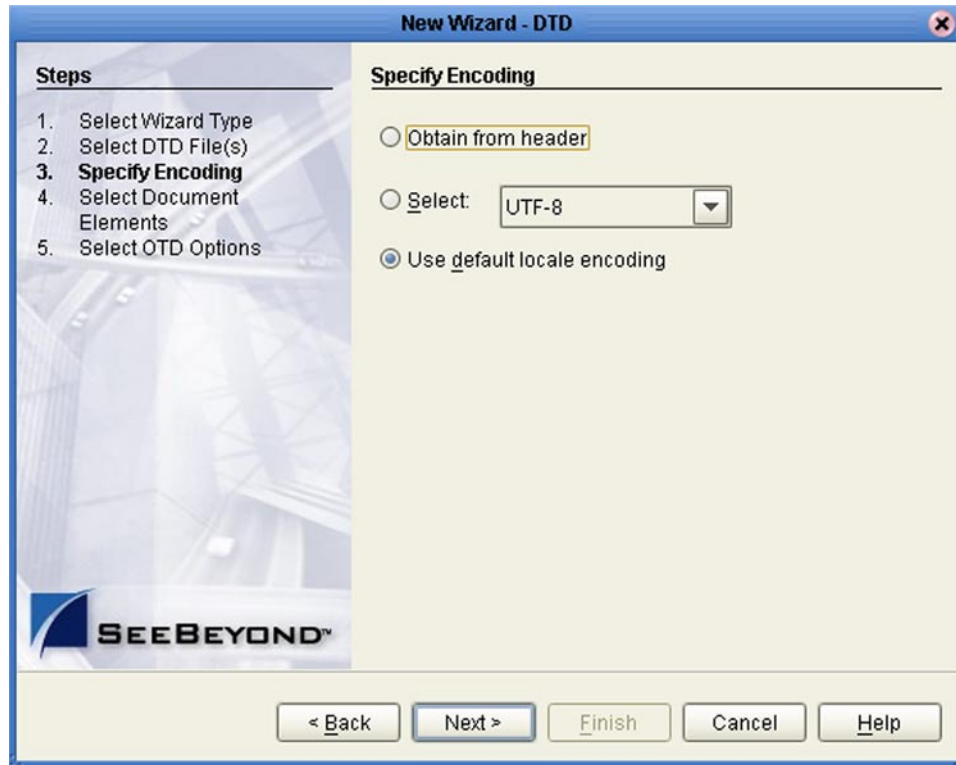 New Wizard - DTD
Steps
1. Select Wizard Type
2. Select DTD File(s)
3. Specify Encoding
4. Select Document
Elements
5. Select OTD Options
Specify Encoding
Obtain from header
Select: UTF-8
Use default locale encoding
SEEBEYOND™
< Back Next > Finish Cancel Help